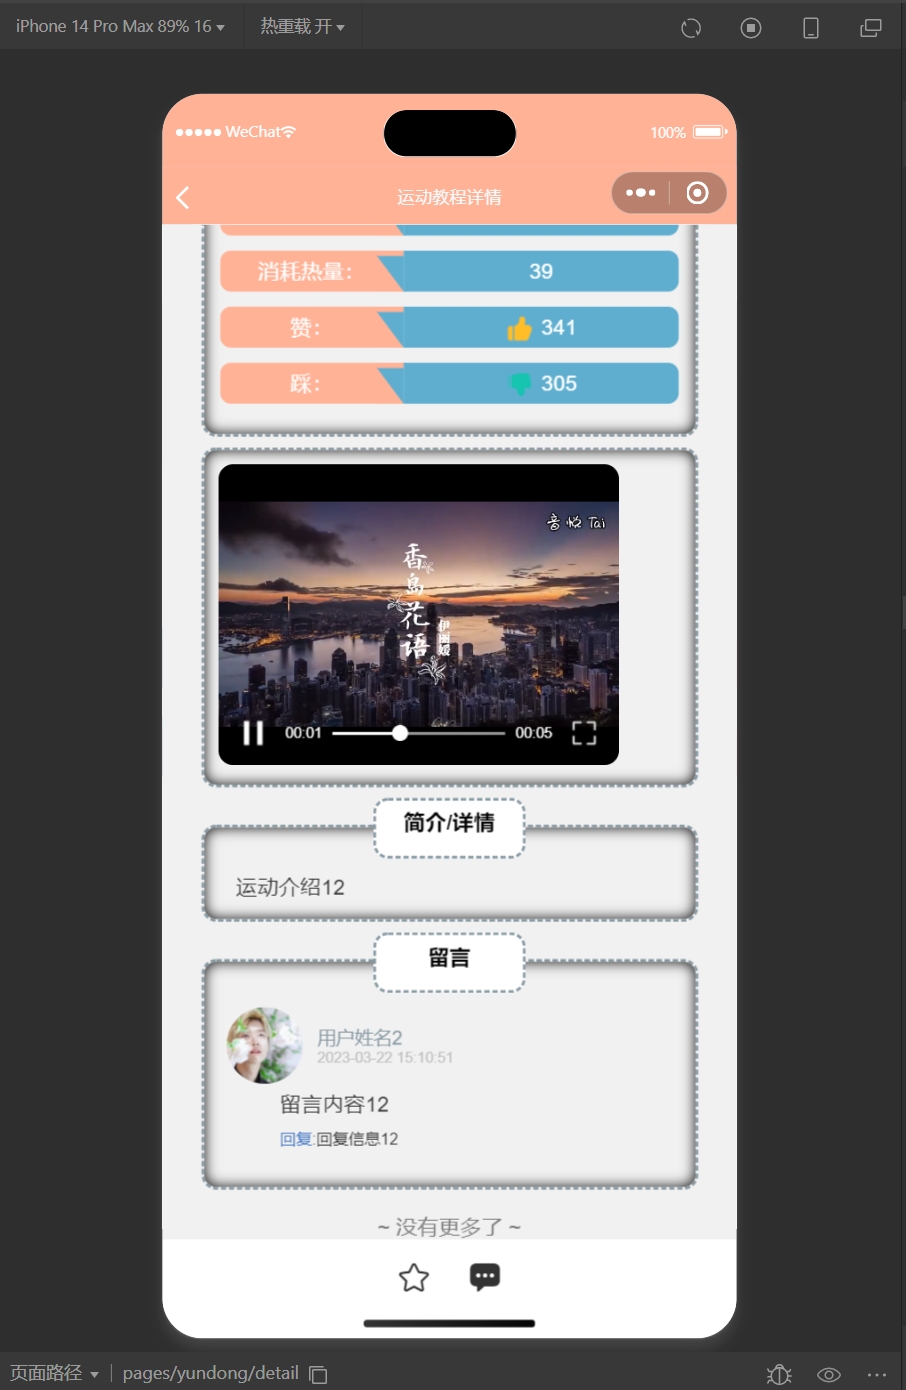 iPhone 14 Pro Max 89% 16
热重载 开
WeChat
100%
运动教程详情
消耗热量：
39
赞：
341
踩：
305
音悦Tai
香岛花语
伊丽媛
00:01
00:05
简介/详情
运动介绍12
留言
用户姓名2
2023-03-22 15:10:51
留言内容12
回复:回复信息12
~ 没有更多了 ~
页面路径
pages/yundong/detail